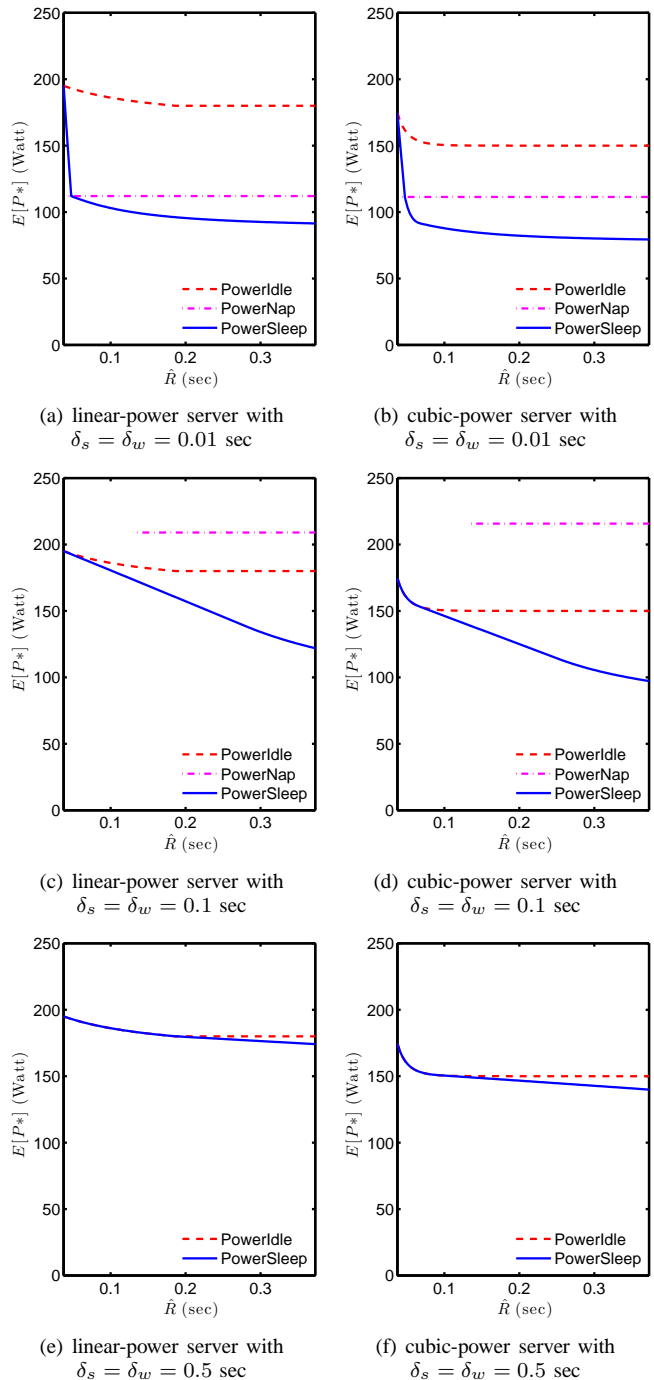 250
200
150
100
50
0
E[P*] (Watt)
PowerIdle
PowerNap
PowerSleep
0.1 0.2 0.3
R̂ (sec)
(a) linear-power server with
δs = δw = 0.01 sec
250
200
150
100
50
0
E[P*] (Watt)
PowerIdle
PowerNap
PowerSleep
0.1 0.2 0.3
R̂ (sec)
(b) cubic-power server with
δs = δw = 0.01 sec
250
200
150
100
50
0
E[P*] (Watt)
PowerIdle
PowerNap
PowerSleep
0.1 0.2 0.3
R̂ (sec)
(c) linear-power server with
δs = δw = 0.1 sec
250
200
150
100
50
0
E[P*] (Watt)
PowerIdle
PowerNap
PowerSleep
0.1 0.2 0.3
R̂ (sec)
(d) cubic-power server with
δs = δw = 0.1 sec
250
200
150
100
50
0
E[P*] (Watt)
PowerIdle
PowerSleep
0.1 0.2 0.3
R̂ (sec)
(e) linear-power server with
δs = δw = 0.5 sec
250
200
150
100
50
0
E[P*] (Watt)
PowerIdle
PowerSleep
0.1 0.2 0.3
R̂ (sec)
(f) cubic-power server with
δs = δw = 0.5 sec